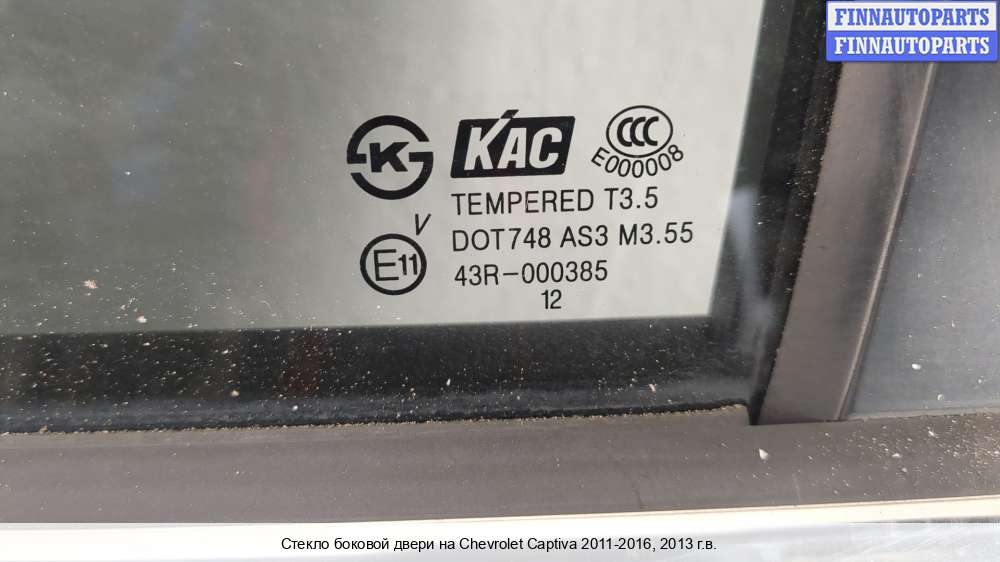 FINNAUTOPARTS
FINNAUTOPARTS
K KAC CCC
E000008
TEMPERED T3.5
V DOT748 AS3 M3.55
E11 43R-000385
12
Стекло боковой двери на Chevrolet Captiva 2011-2016, 2013 г.в.